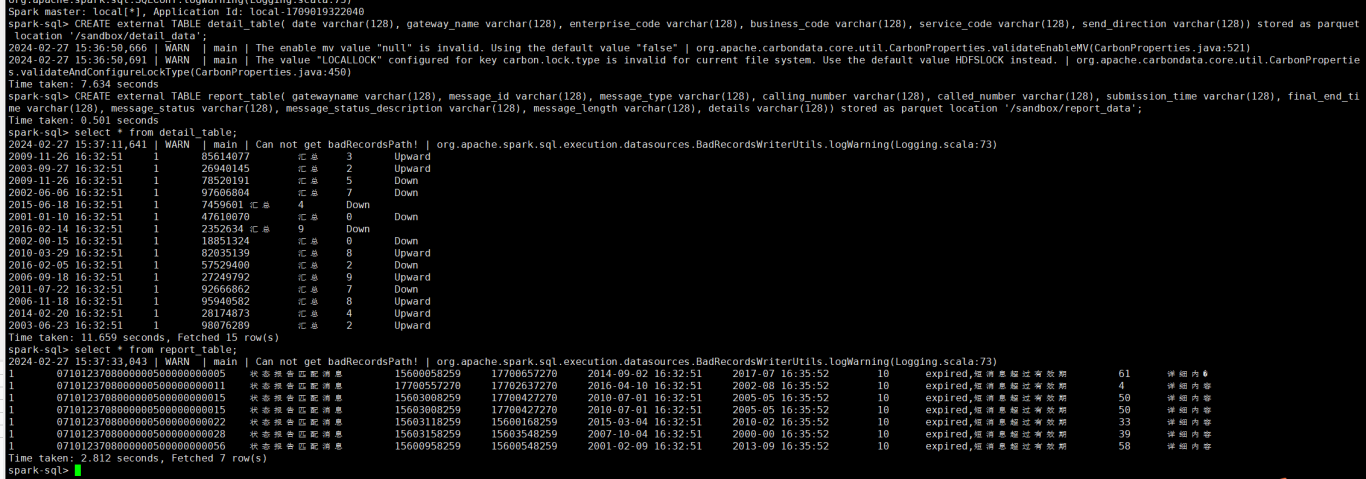 org.apache.spark.sql.SQLConf.logWarning(Logging.scala:73)
Spark master: local[*], Application Id: local-1709019322040
spark-sql> CREATE external TABLE detail_table( date varchar(128), gateway_name varchar(128), enterprise_code varchar(128), business_code varchar(128), service_code varchar(128), send_direction varchar(128)) stored as parquet
location '/sandbox/detail_data';
2024-02-27 15:36:50,666 | WARN  | main | The enable mv value "null" is invalid. Using the default value "false" | org.apache.carbondata.core.util.CarbonProperties.validateEnableMV(CarbonProperties.java:521)
2024-02-27 15:36:50,691 | WARN  | main | The value "LOCALLOCK" configured for key carbon.lock.type is invalid for current file system. Use the default value HDFSLOCK instead. | org.apache.carbondata.core.util.CarbonPropertie
s.validateAndConfigureLockType(CarbonProperties.java:450)
Time taken: 7.634 seconds
spark-sql> CREATE external TABLE report_table( gatewayname varchar(128), message_id varchar(128), message_type varchar(128), calling_number varchar(128), called_number varchar(128), submission_time varchar(128), final_end_ti
me varchar(128), message_status varchar(128), message_status_description varchar(128), message_length varchar(128), details varchar(128)) stored as parquet location '/sandbox/report_data';
Time taken: 0.501 seconds
spark-sql> select * from detail_table;
2024-02-27 15:37:11,641 | WARN  | main | Can not get badRecordsPath! | org.apache.spark.sql.execution.datasources.BadRecordsWriterUtils.logWarning(Logging.scala:73)
2009-11-26 16:32:51 1 85614077 汇总 3 Upward
2003-09-27 16:32:51 1 26940145 汇总 2 Upward
2009-11-26 16:32:51 1 78520191 汇总 5 Down
2002-06-06 16:32:51 1 97606804 汇总 7 Down
2015-06-18 16:32:51 1 7459601 汇总 4 Down
2001-01-10 16:32:51 1 47610070 汇总 0 Down
2016-02-14 16:32:51 1 2352634 汇总 9 Down
2002-00-15 16:32:51 1 18851324 汇总 0 Down
2010-03-29 16:32:51 1 82035139 汇总 8 Upward
2016-02-05 16:32:51 1 57529400 汇总 2 Down
2006-09-18 16:32:51 1 27249792 汇总 9 Upward
2011-07-22 16:32:51 1 92666862 汇总 7 Down
2006-11-18 16:32:51 1 95940582 汇总 8 Upward
2014-02-20 16:32:51 1 28174873 汇总 4 Upward
2003-06-23 16:32:51 1 98076289 汇总 2 Upward
Time taken: 11.659 seconds, Fetched 15 row(s)
spark-sql> select * from report_table;
2024-02-27 15:37:33,043 | WARN  | main | Can not get badRecordsPath! | org.apache.spark.sql.execution.datasources.BadRecordsWriterUtils.logWarning(Logging.scala:73)
1 0710123708000000500000000005 状态报告匹配消息 15600058259 17700657270 2014-09-02 16:32:51 2017-07 16:35:52 10 expired,短消息超过有效期 61 详细内�
1 0710123708000000500000000011 状态报告匹配消息 17700557270 17702637270 2016-04-10 16:32:51 2002-08 16:35:52 10 expired,短消息超过有效期 4 详细内容
1 0710123708000000500000000015 状态报告匹配消息 15603008259 17700427270 2010-07-01 16:32:51 2005-05 16:35:52 10 expired,短消息超过有效期 50 详细内容
1 0710123708000000500000000015 状态报告匹配消息 15603008259 17700427270 2010-07-01 16:32:51 2005-05 16:35:52 10 expired,短消息超过有效期 50 详细内容
1 0710123708000000500000000022 状态报告匹配消息 15603118259 15600168259 2015-03-04 16:32:51 2010-02 16:35:52 10 expired,短消息超过有效期 33 详细内容
1 0710123708000000500000000028 状态报告匹配消息 15603158259 15603548259 2007-10-04 16:32:51 2000-00 16:35:52 10 expired,短消息超过有效期 39 详细内容
1 0710123708000000500000000056 状态报告匹配消息 15600958259 15600548259 2001-02-09 16:32:51 2013-09 16:35:52 10 expired,短消息超过有效期 58 详细内容
Time taken: 2.812 seconds, Fetched 7 row(s)
spark-sql>